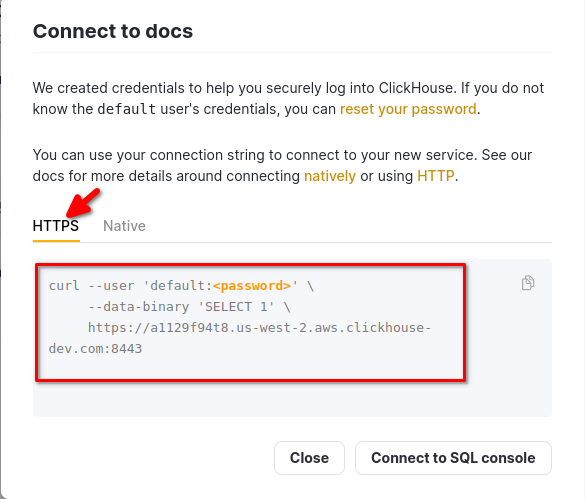 Connect to docs
We created credentials to help you securely log into ClickHouse. If you do not
know the default user's credentials, you can reset your password.
You can use your connection string to connect to your new service. See our
docs for more details around connecting natively or using HTTP.
HTTPS Native
curl --user 'default:<password>' \
--data-binary 'SELECT 1' \
https://a1129f94t8.us-west-2.aws.clickhouse-
dev.com:8443
Close Connect to SQL console